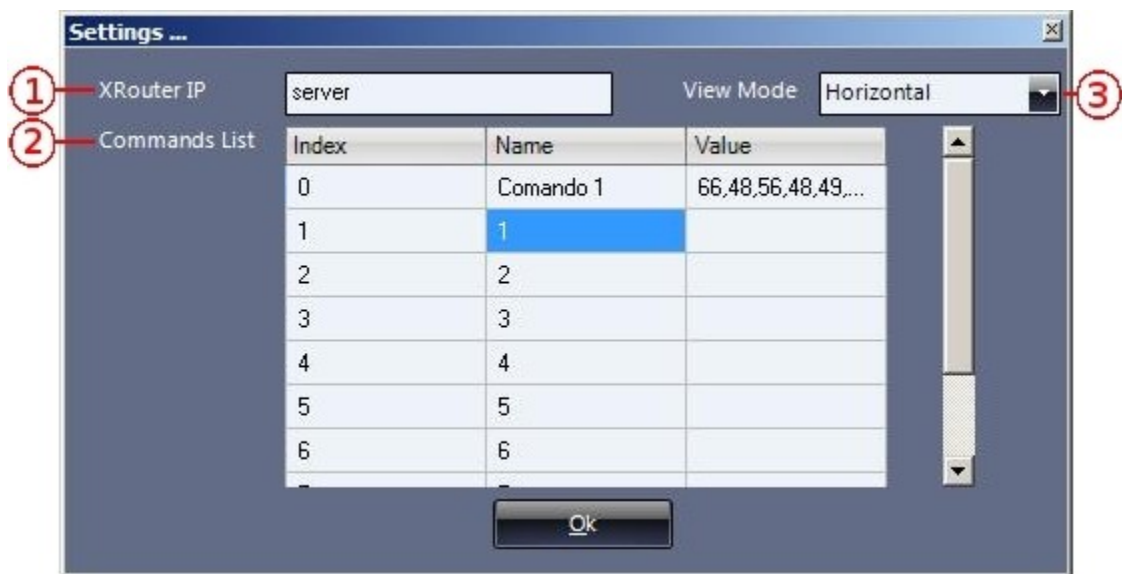 Settings ...
1 XRouter IP server View Mode Horizontal 3
2 Commands List Index Name Value
0 Comando 1 66,48,56,48,49,...
1 1
2 2
3 3
4 4
5 5
6 6
Ok